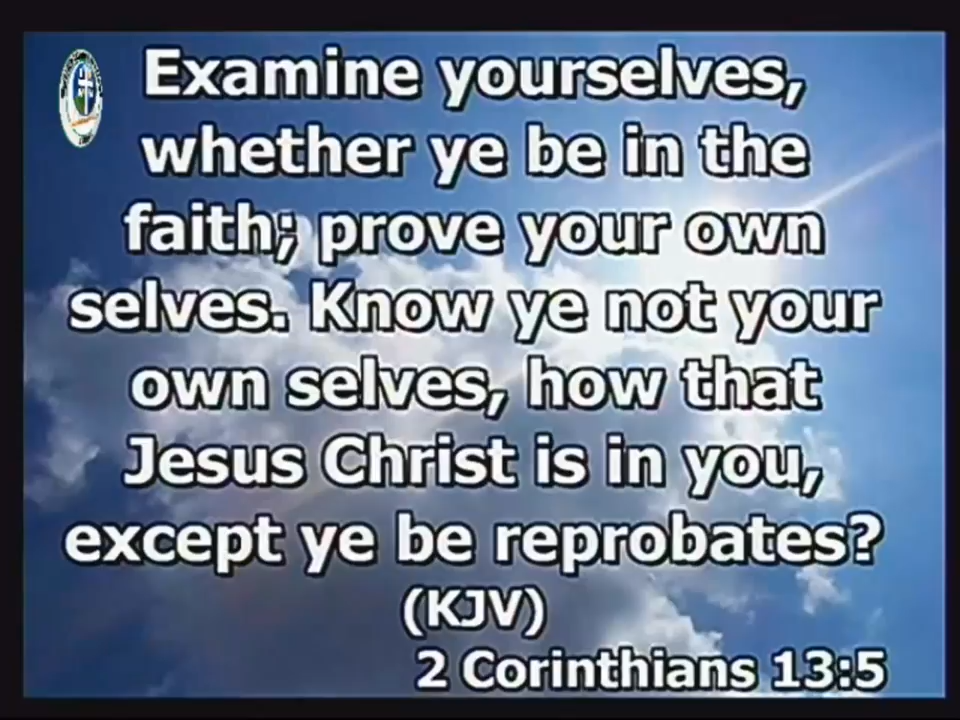 Examine yourselves,
whether ye be in the
faith; prove your own
selves. Know ye not your
own selves, how that
Jesus Christ is in you,
except ye be reprobates?
(KJV)
2 Corinthians 13:5